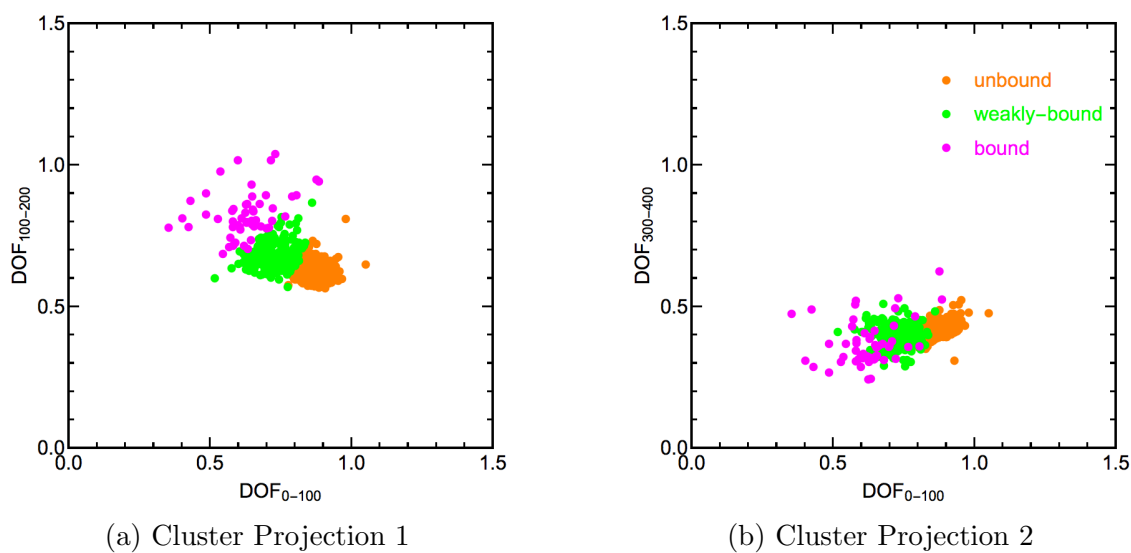 1.5
1.0
0.5
0.0
0.0 0.5 1.0 1.5
DOF₁₀₀₋₂₀₀
DOF₀₋₁₀₀
(a) Cluster Projection 1
1.5
1.0
0.5
0.0
0.0 0.5 1.0 1.5
DOF₃₀₀₋₄₀₀
DOF₀₋₁₀₀
unbound
weakly-bound
bound
(b) Cluster Projection 2